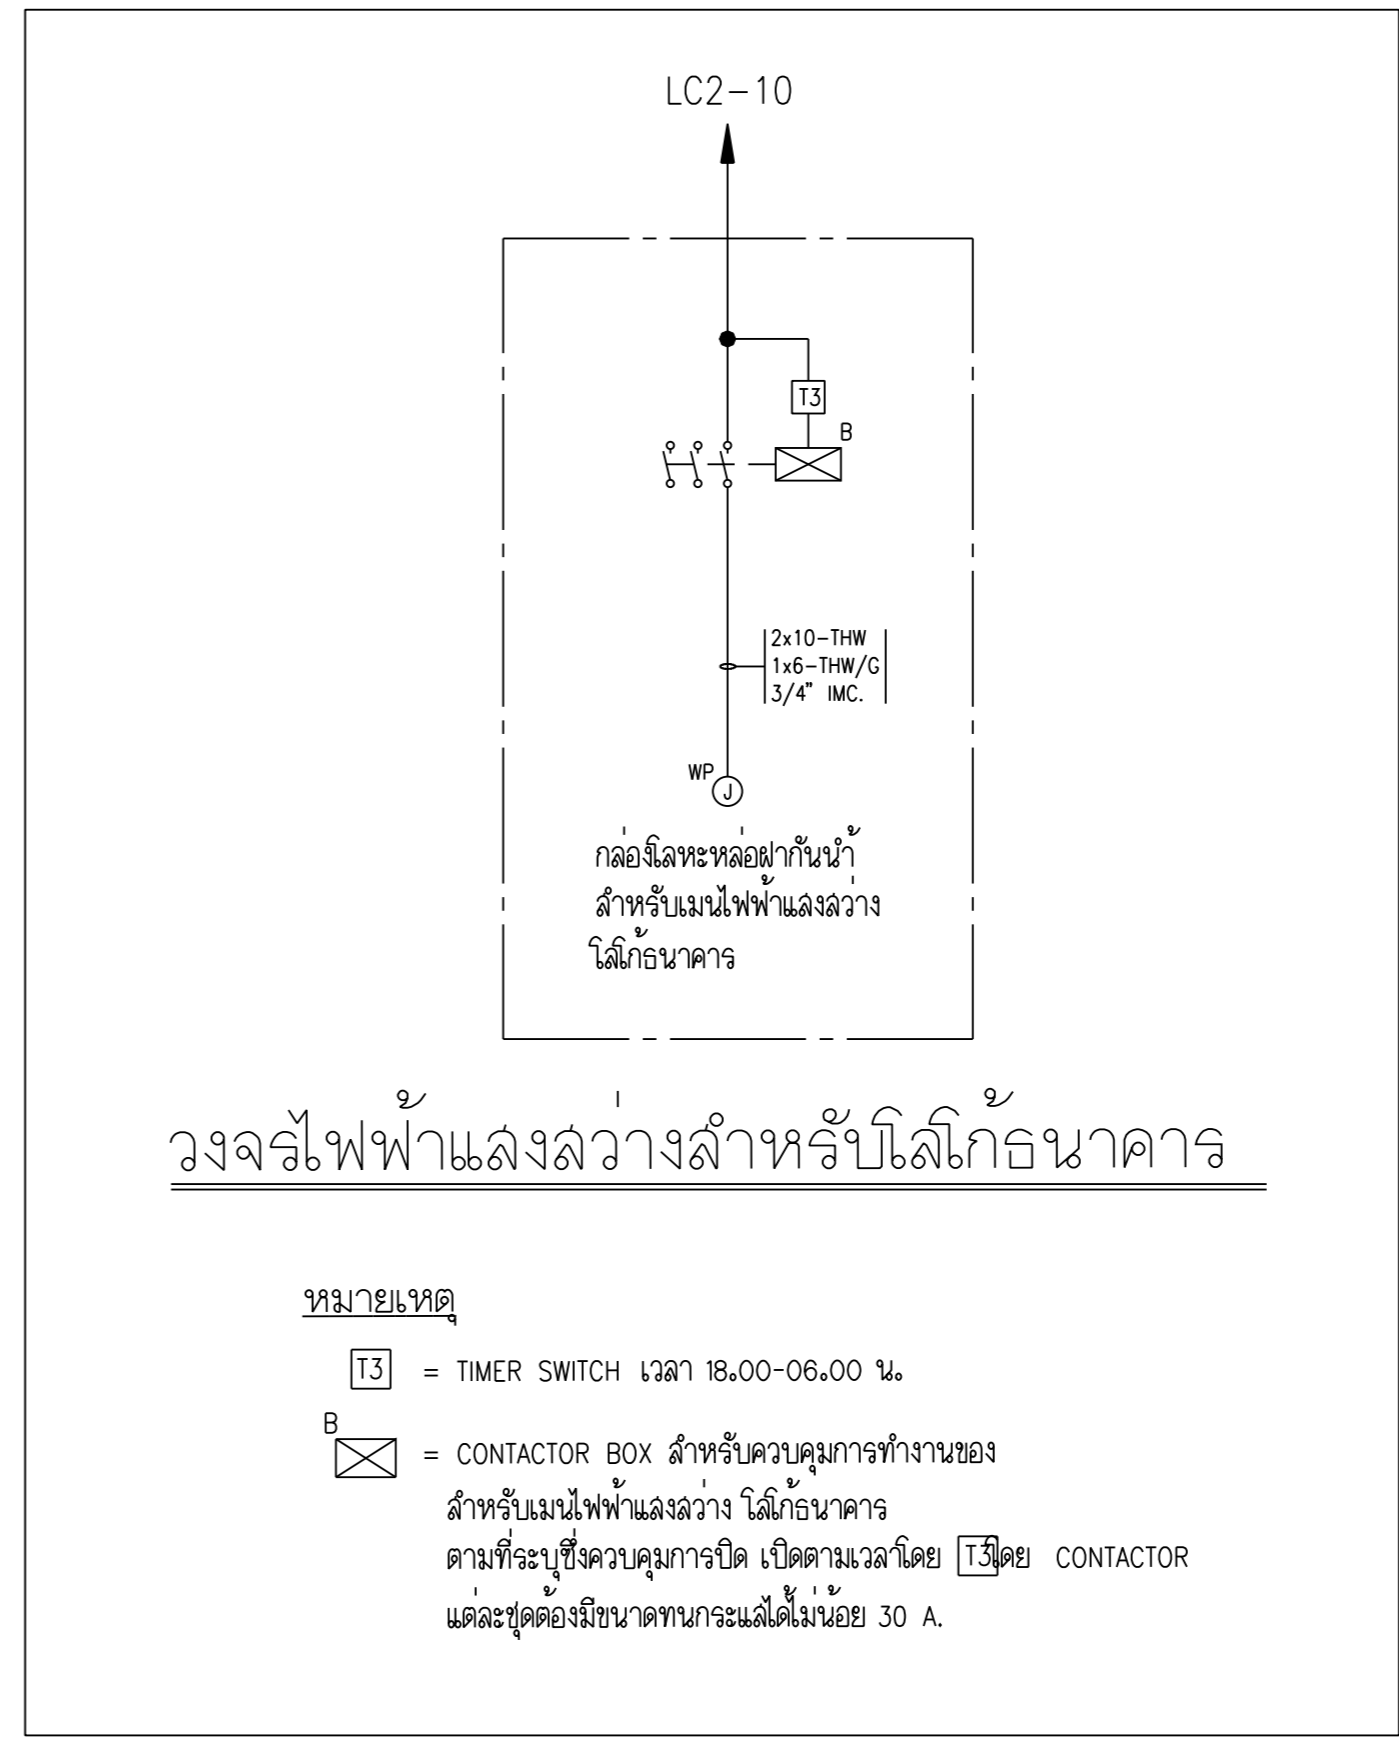 LC2-10
T3
B
2x10-THW
1x6-THW/G
3/4" IMC.
WP
J
กล่องโลหะหล่อฝากันน้ำ
สำหรับเมนไฟฟ้าแสงสว่าง
โลโก้ธนาคาร
วงจรไฟฟ้าแสงสว่างสำหรับโลโก้ธนาคาร
หมายเหตุ
T3 = TIMER SWITCH เวลา 18.00-06.00 น.
B
= CONTACTOR BOX สำหรับควบคุมการทำงานของ
สำหรับเมนไฟฟ้าแสงสว่าง โลโก้ธนาคาร
ตามที่ระบุซึ่งควบคุมการปิด เปิดตามเวลาโดย T3โดย CONTACTOR
แต่ละชุดต้องมีขนาดทนกระแสได้ไม่น้อย 30 A.